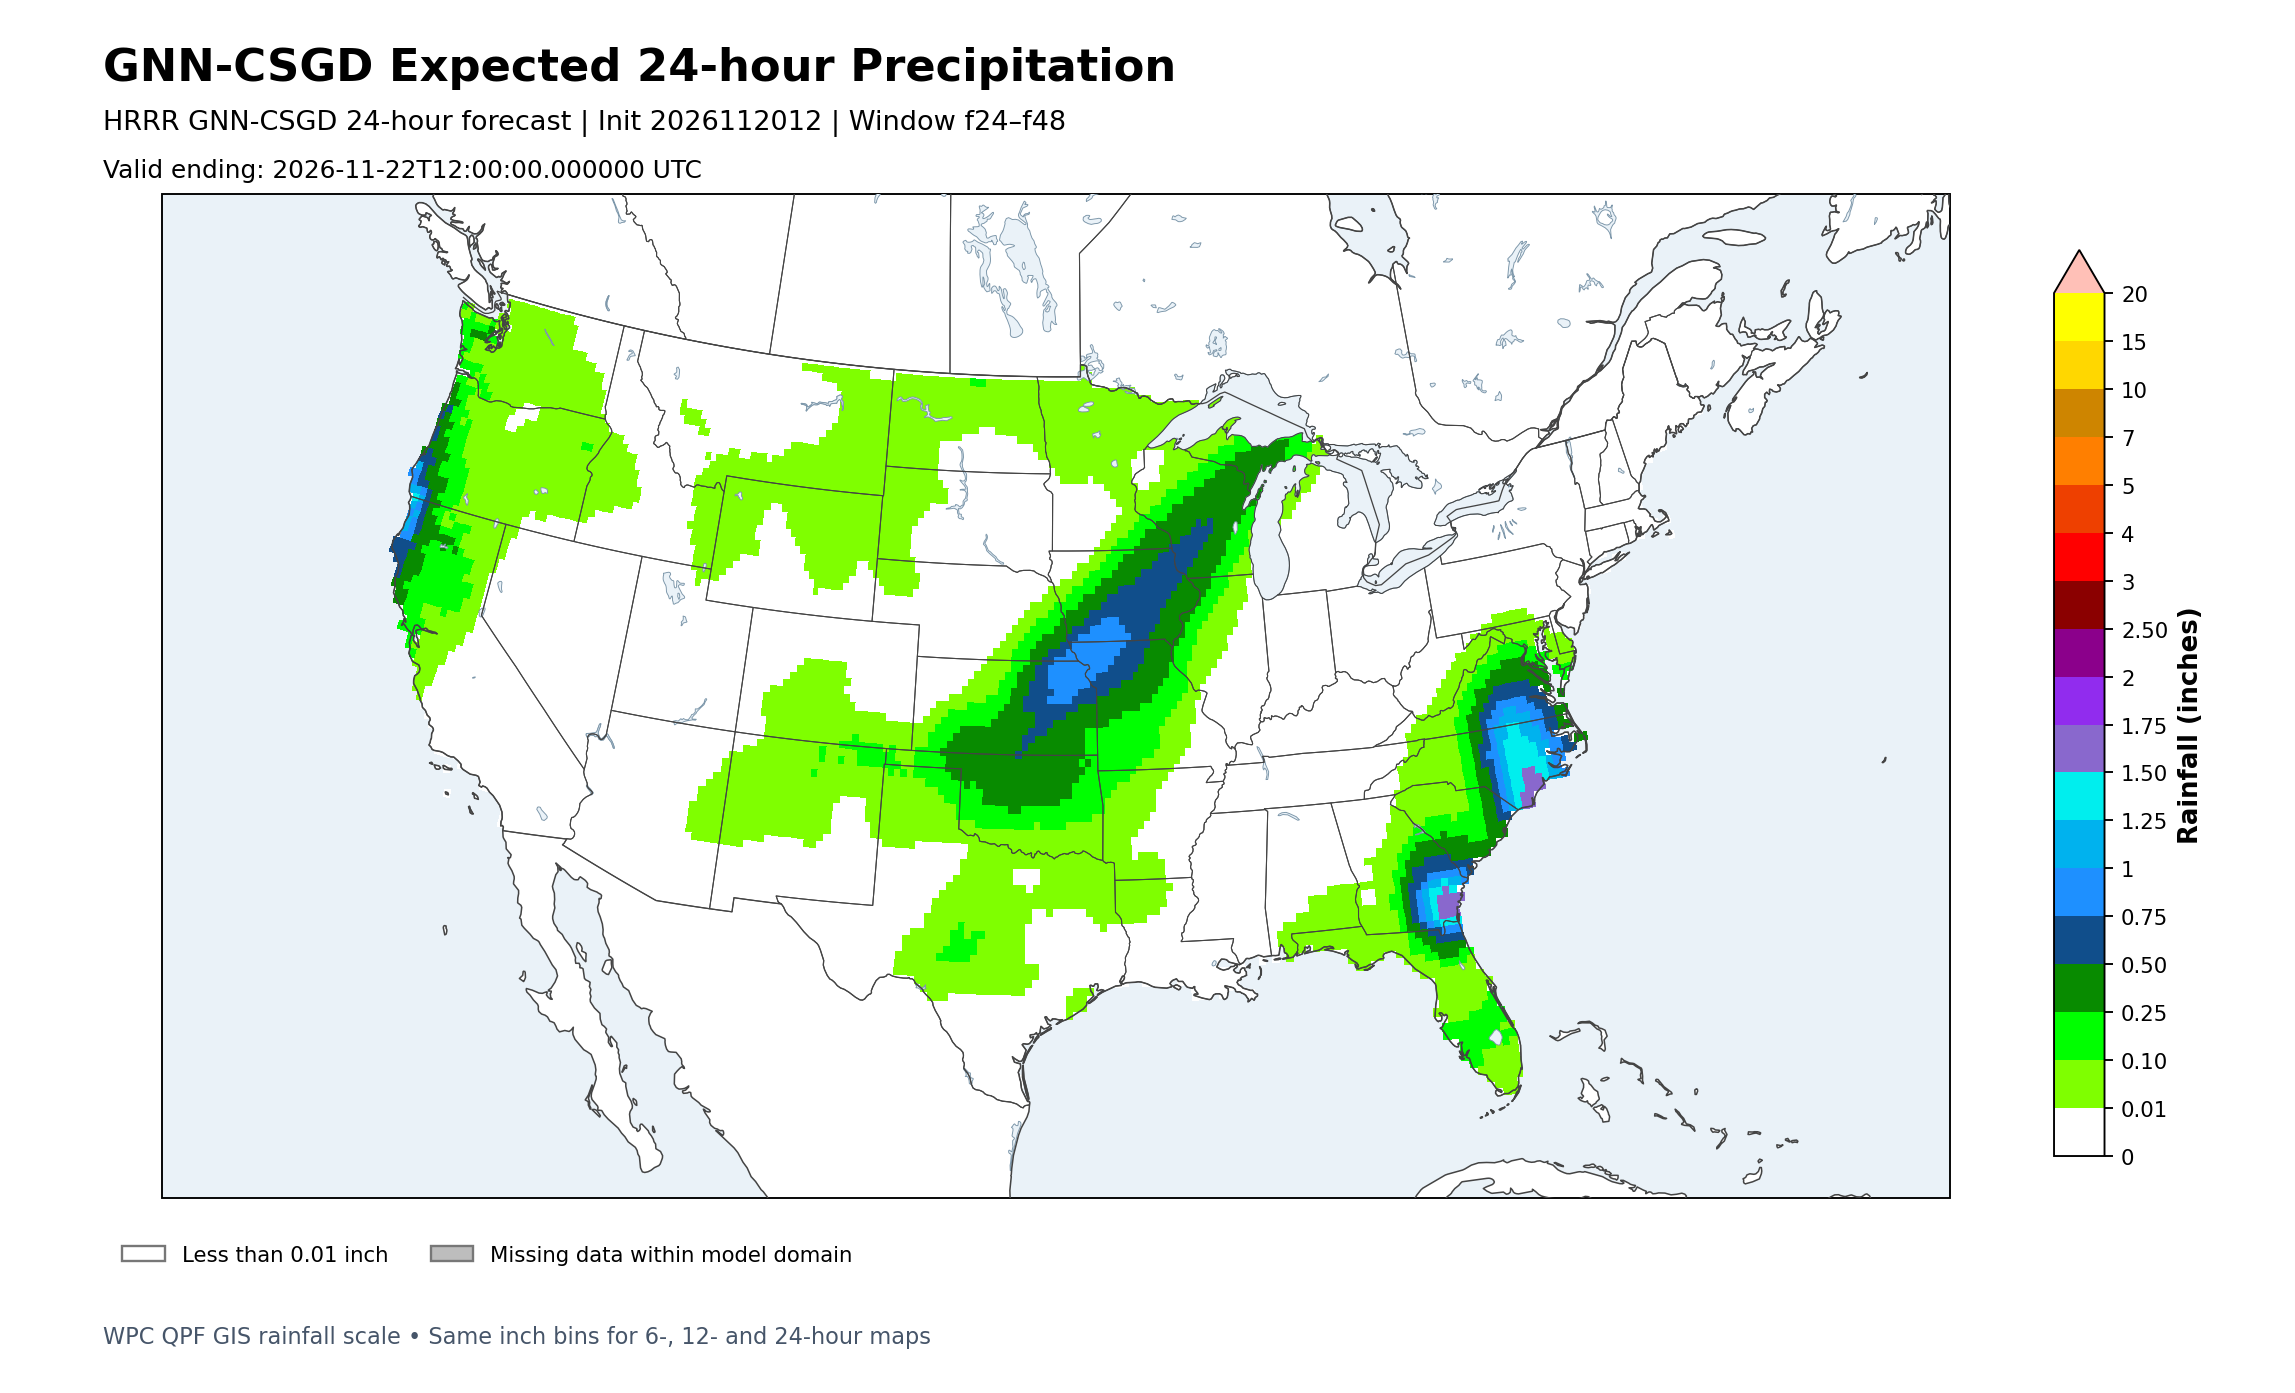 GNN-CSGD Expected 24-hour Precipitation
HRRR GNN-CSGD 24-hour forecast | Init 2026112012 | Window f24–f48
Valid ending: 2026-11-22T12:00:00.000000 UTC
20
15
10
7
5
4
3
2.50
2
1.75
1.50
1.25
1
0.75
0.50
0.25
0.10
0.01
0
Rainfall (inches)
Less than 0.01 inch
Missing data within model domain
WPC QPF GIS rainfall scale • Same inch bins for 6-, 12- and 24-hour maps